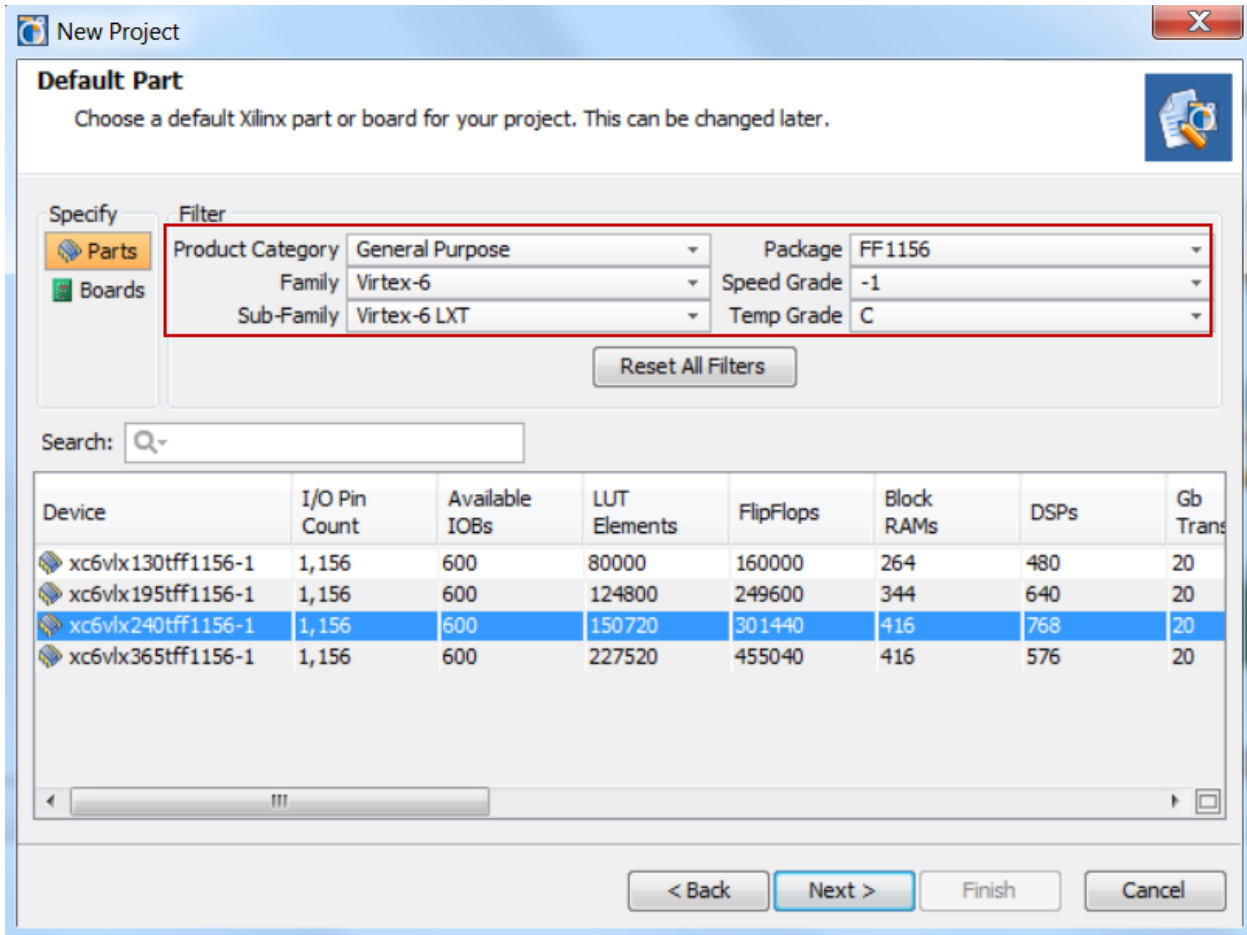 New Project
Default Part
Choose a default Xilinx part or board for your project. This can be changed later.
Specify
Filter
Parts
Boards
Product Category General Purpose Package FF1156
Family Virtex-6 Speed Grade -1
Sub-Family Virtex-6 LXT Temp Grade C
Reset All Filters
Search:
Device I/O Pin Count Available IOBs LUT Elements FlipFlops Block RAMs DSPs Gb Trans
xc6vlx130tff1156-1 1,156 600 80000 160000 264 480 20
xc6vlx195tff1156-1 1,156 600 124800 249600 344 640 20
xc6vlx240tff1156-1 1,156 600 150720 301440 416 768 20
xc6vlx365tff1156-1 1,156 600 227520 455040 416 576 20
< Back Next > Finish Cancel